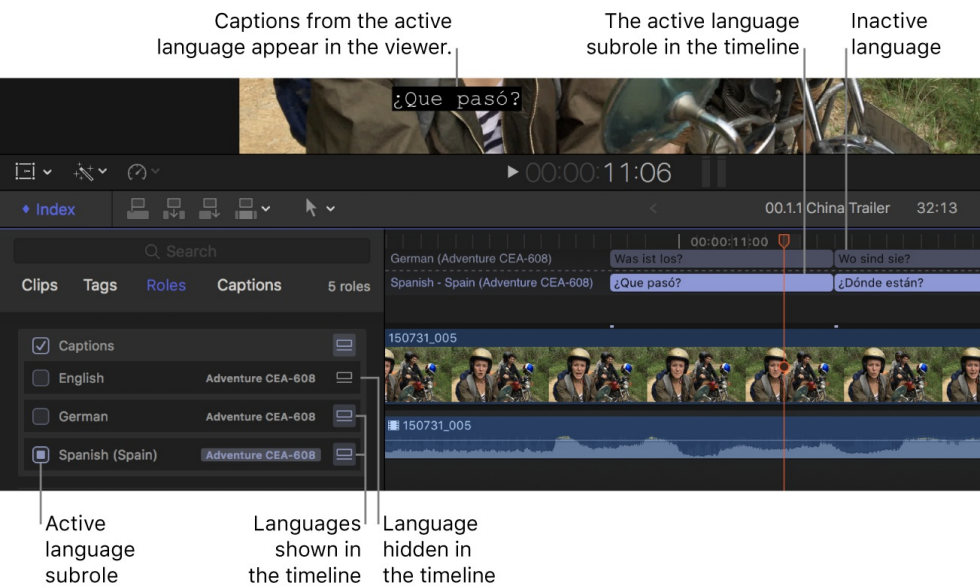 Captions from the active
language appear in the viewer.
The active language
subrole in the timeline
Inactive
language
¿Que pasó?
00:00:11:06
Index
00.1.1 China Trailer 32:13
Search
Clips Tags Roles Captions 5 roles
00:00:11:00
German (Adventure CEA-608) Was ist los? Wo sind sie?
Spanish - Spain (Adventure CEA-608) ¿Que pasó? ¿Dónde están?
150731_005
Captions
English Adventure CEA-608
German Adventure CEA-608
150731_005
Spanish (Spain) Adventure CEA-608
Active
language
subrole
Languages
shown in
the timeline
Language
hidden in
the timeline